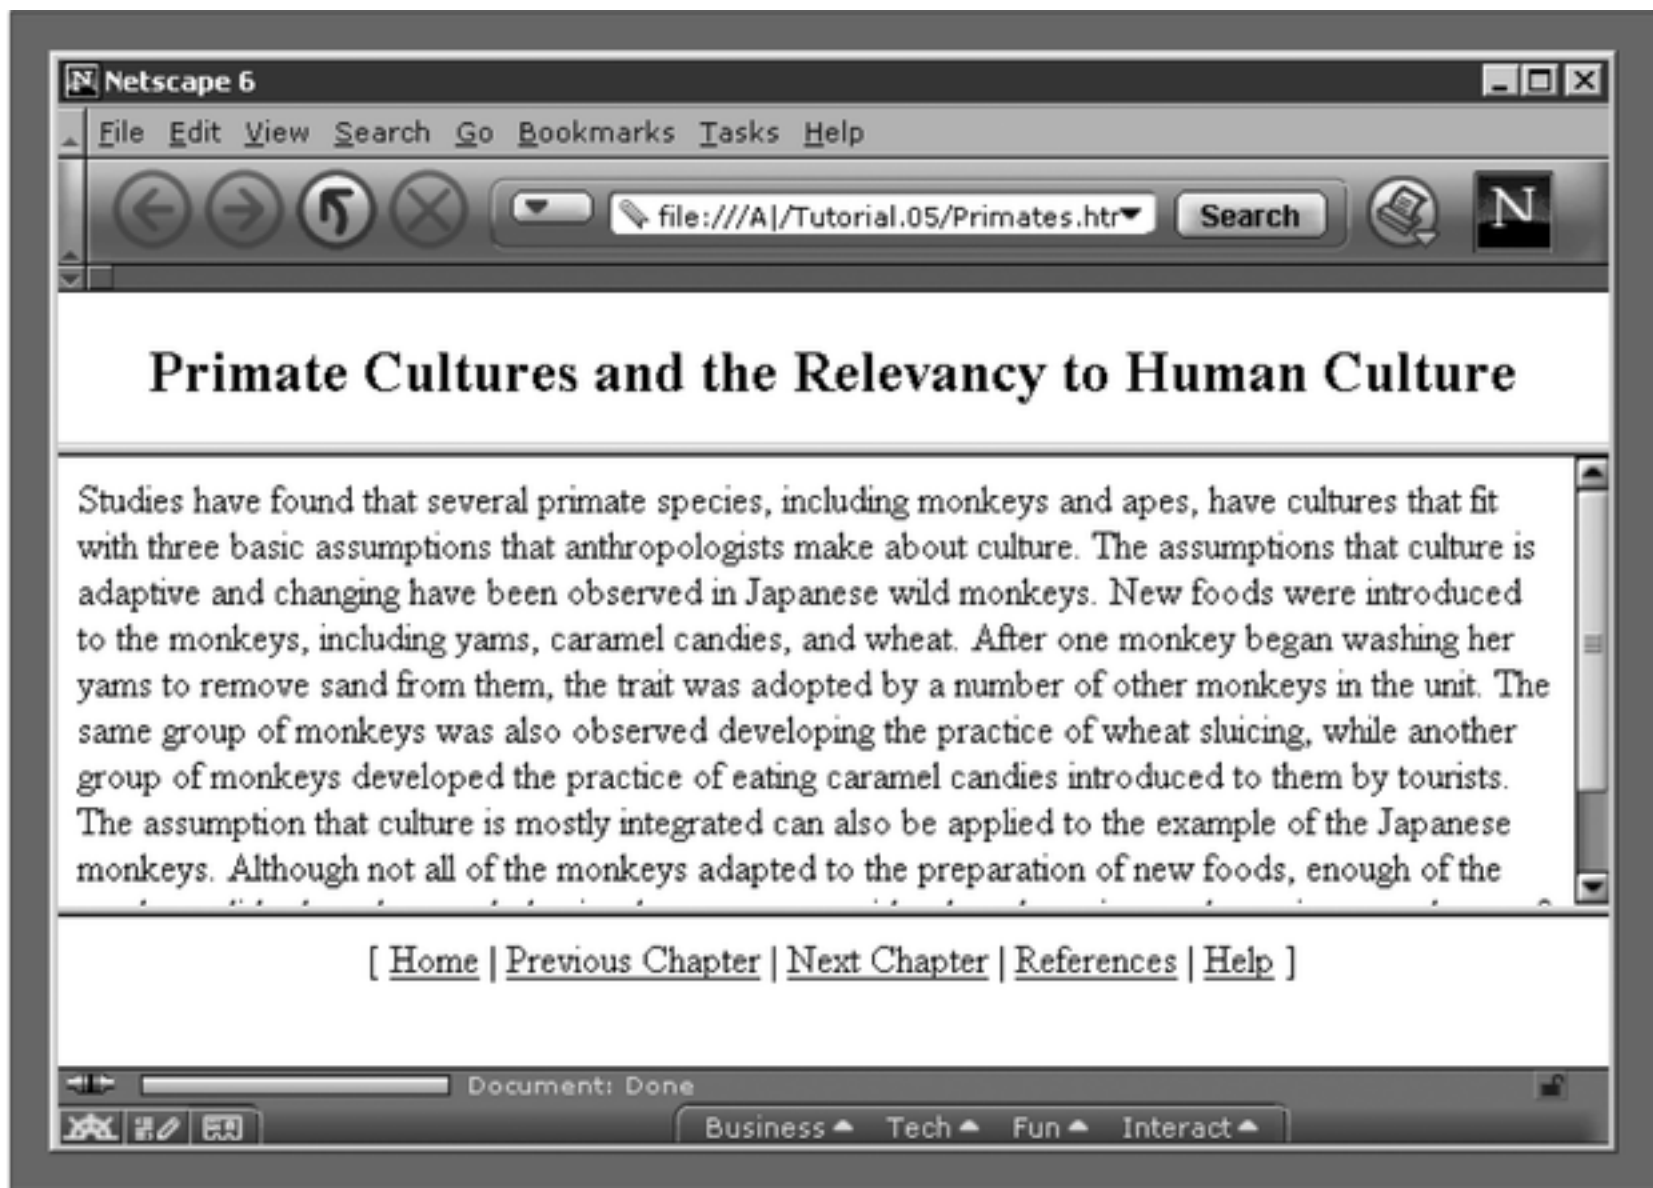 N Netscape 6
File Edit View Search Go Bookmarks Tasks Help
file:///A|/Tutorial.05/Primates.htr Search N
Primate Cultures and the Relevancy to Human Culture
Studies have found that several primate species, including monkeys and apes, have cultures that fit
with three basic assumptions that anthropologists make about culture. The assumptions that culture is
adaptive and changing have been observed in Japanese wild monkeys. New foods were introduced
to the monkeys, including yams, caramel candies, and wheat. After one monkey began washing her
yams to remove sand from them, the trait was adopted by a number of other monkeys in the unit. The
same group of monkeys was also observed developing the practice of wheat sluicing, while another
group of monkeys developed the practice of eating caramel candies introduced to them by tourists.
The assumption that culture is mostly integrated can also be applied to the example of the Japanese
monkeys. Although not all of the monkeys adapted to the preparation of new foods, enough of the
[ Home | Previous Chapter | Next Chapter | References | Help ]
Document: Done
Business Tech Fun Interact